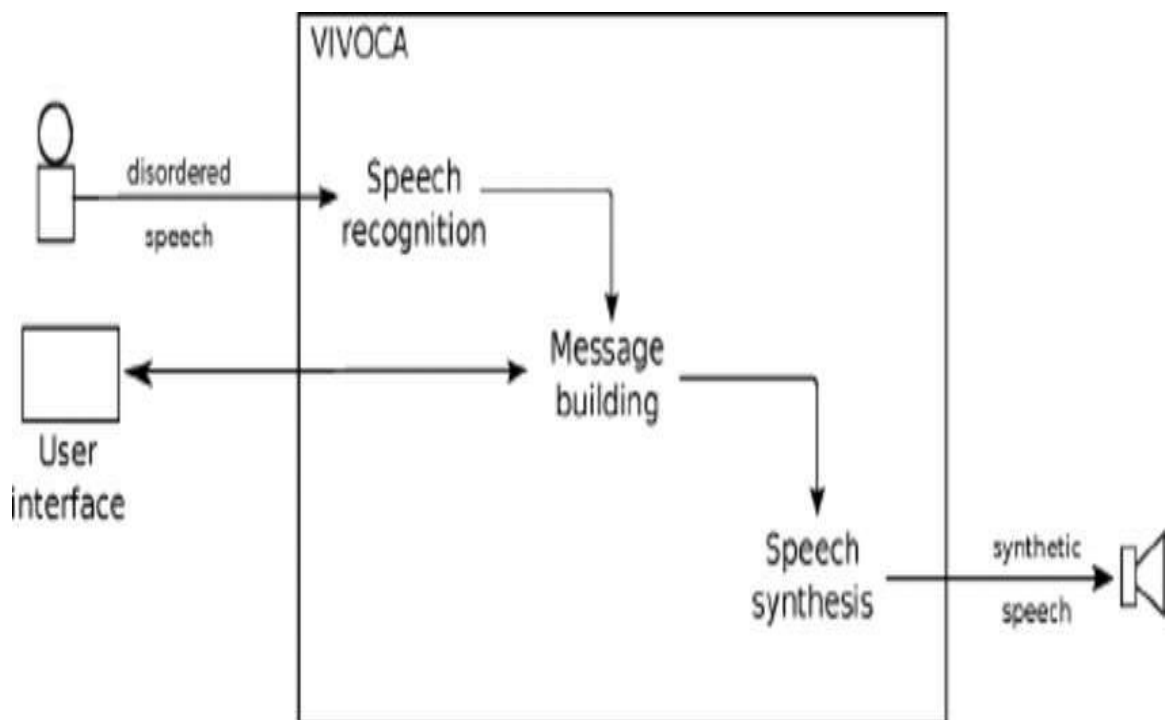 VIVOCA
disordered
speech
Speech
recognition
Message
building
User
interface
Speech
synthesis
synthetic
speech